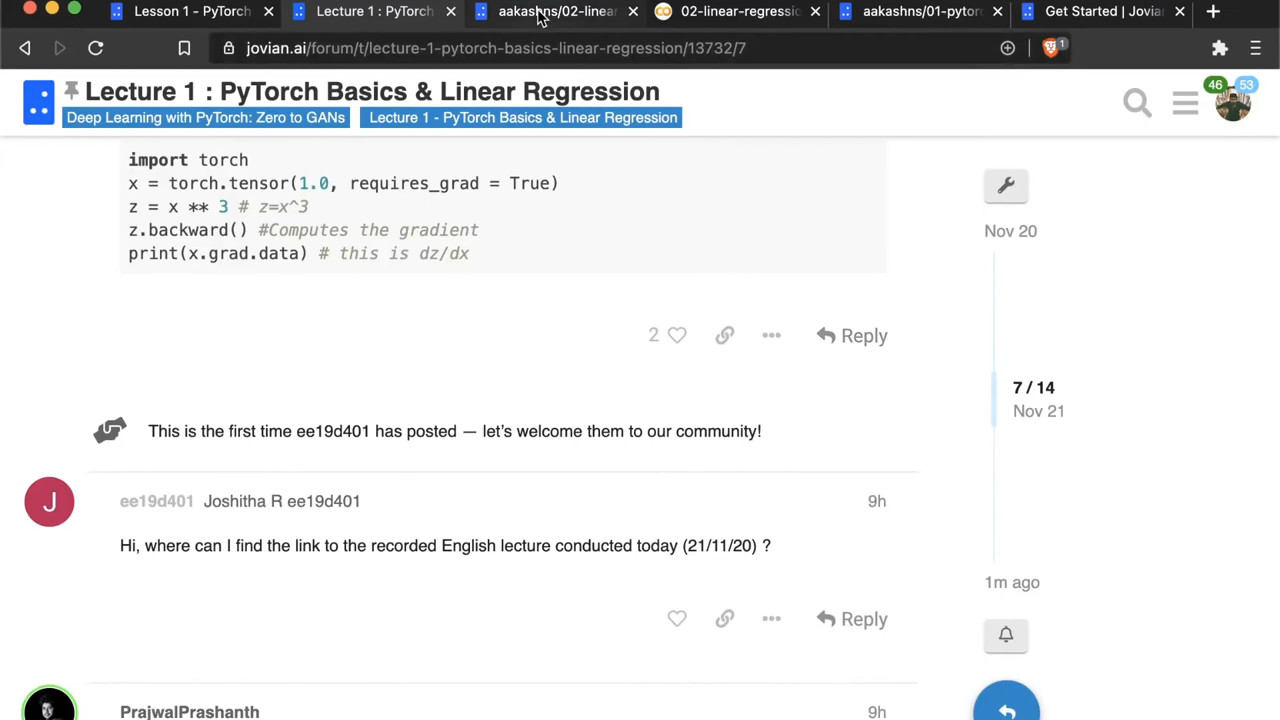 Lesson 1 - PyTorch
Lecture 1 : PyTorch
aakashns/02-linear
02-linear-regressio
aakashns/01-pytor
Get Started | Jovia
jovian.ai/forum/t/lecture-1-pytorch-basics-linear-regression/13732/7
1
Lecture 1 : PyTorch Basics & Linear Regression
46
53
Deep Learning with PyTorch: Zero to GANs
Lecture 1 - PyTorch Basics & Linear Regression
import torch
x = torch.tensor(1.0, requires_grad = True)
z = x ** 3 # z=x^3
z.backward() #Computes the gradient
print(x.grad.data) # this is dz/dx
Nov 20
2
Reply
7 / 14
Nov 21
This is the first time ee19d401 has posted — let's welcome them to our community!
J
ee19d401 Joshitha R ee19d401
9h
Hi, where can I find the link to the recorded English lecture conducted today (21/11/20) ?
1m ago
Reply
PrajwalPrashanth
9h